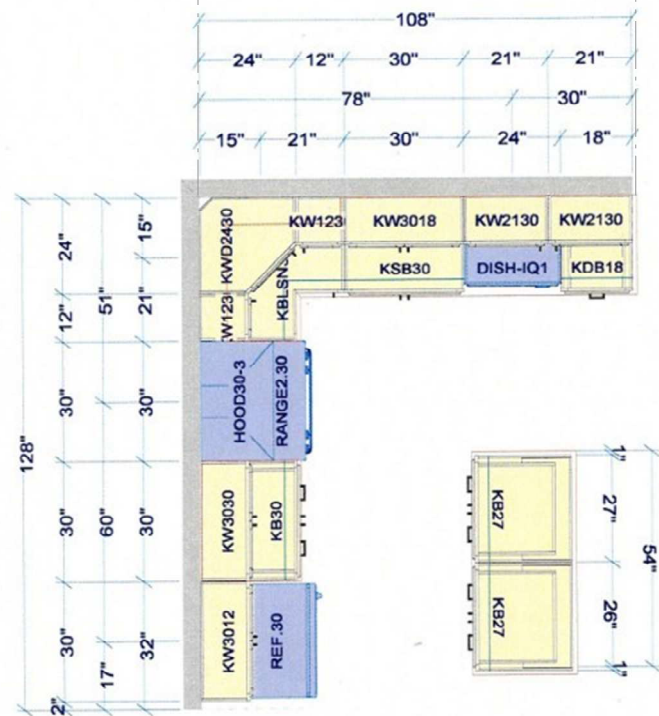 108"
24" 12" 30" 21" 21"
78" 30"
15" 21" 30" 24" 18"
KW123 KW3018 KW2130 KW2130
KWD2430
KBLSN3 KSB30 DISH-IQ1 KDB18
KW123
HOOD30-3 RANGE2.30
KW3030 KB30
KW3012 REF.30
KB27
KB27
128"
24" 12" 30" 30" 30" 2"
51" 60" 17"
15" 21" 30" 30" 32"
1" 27" 26" 1"
54"